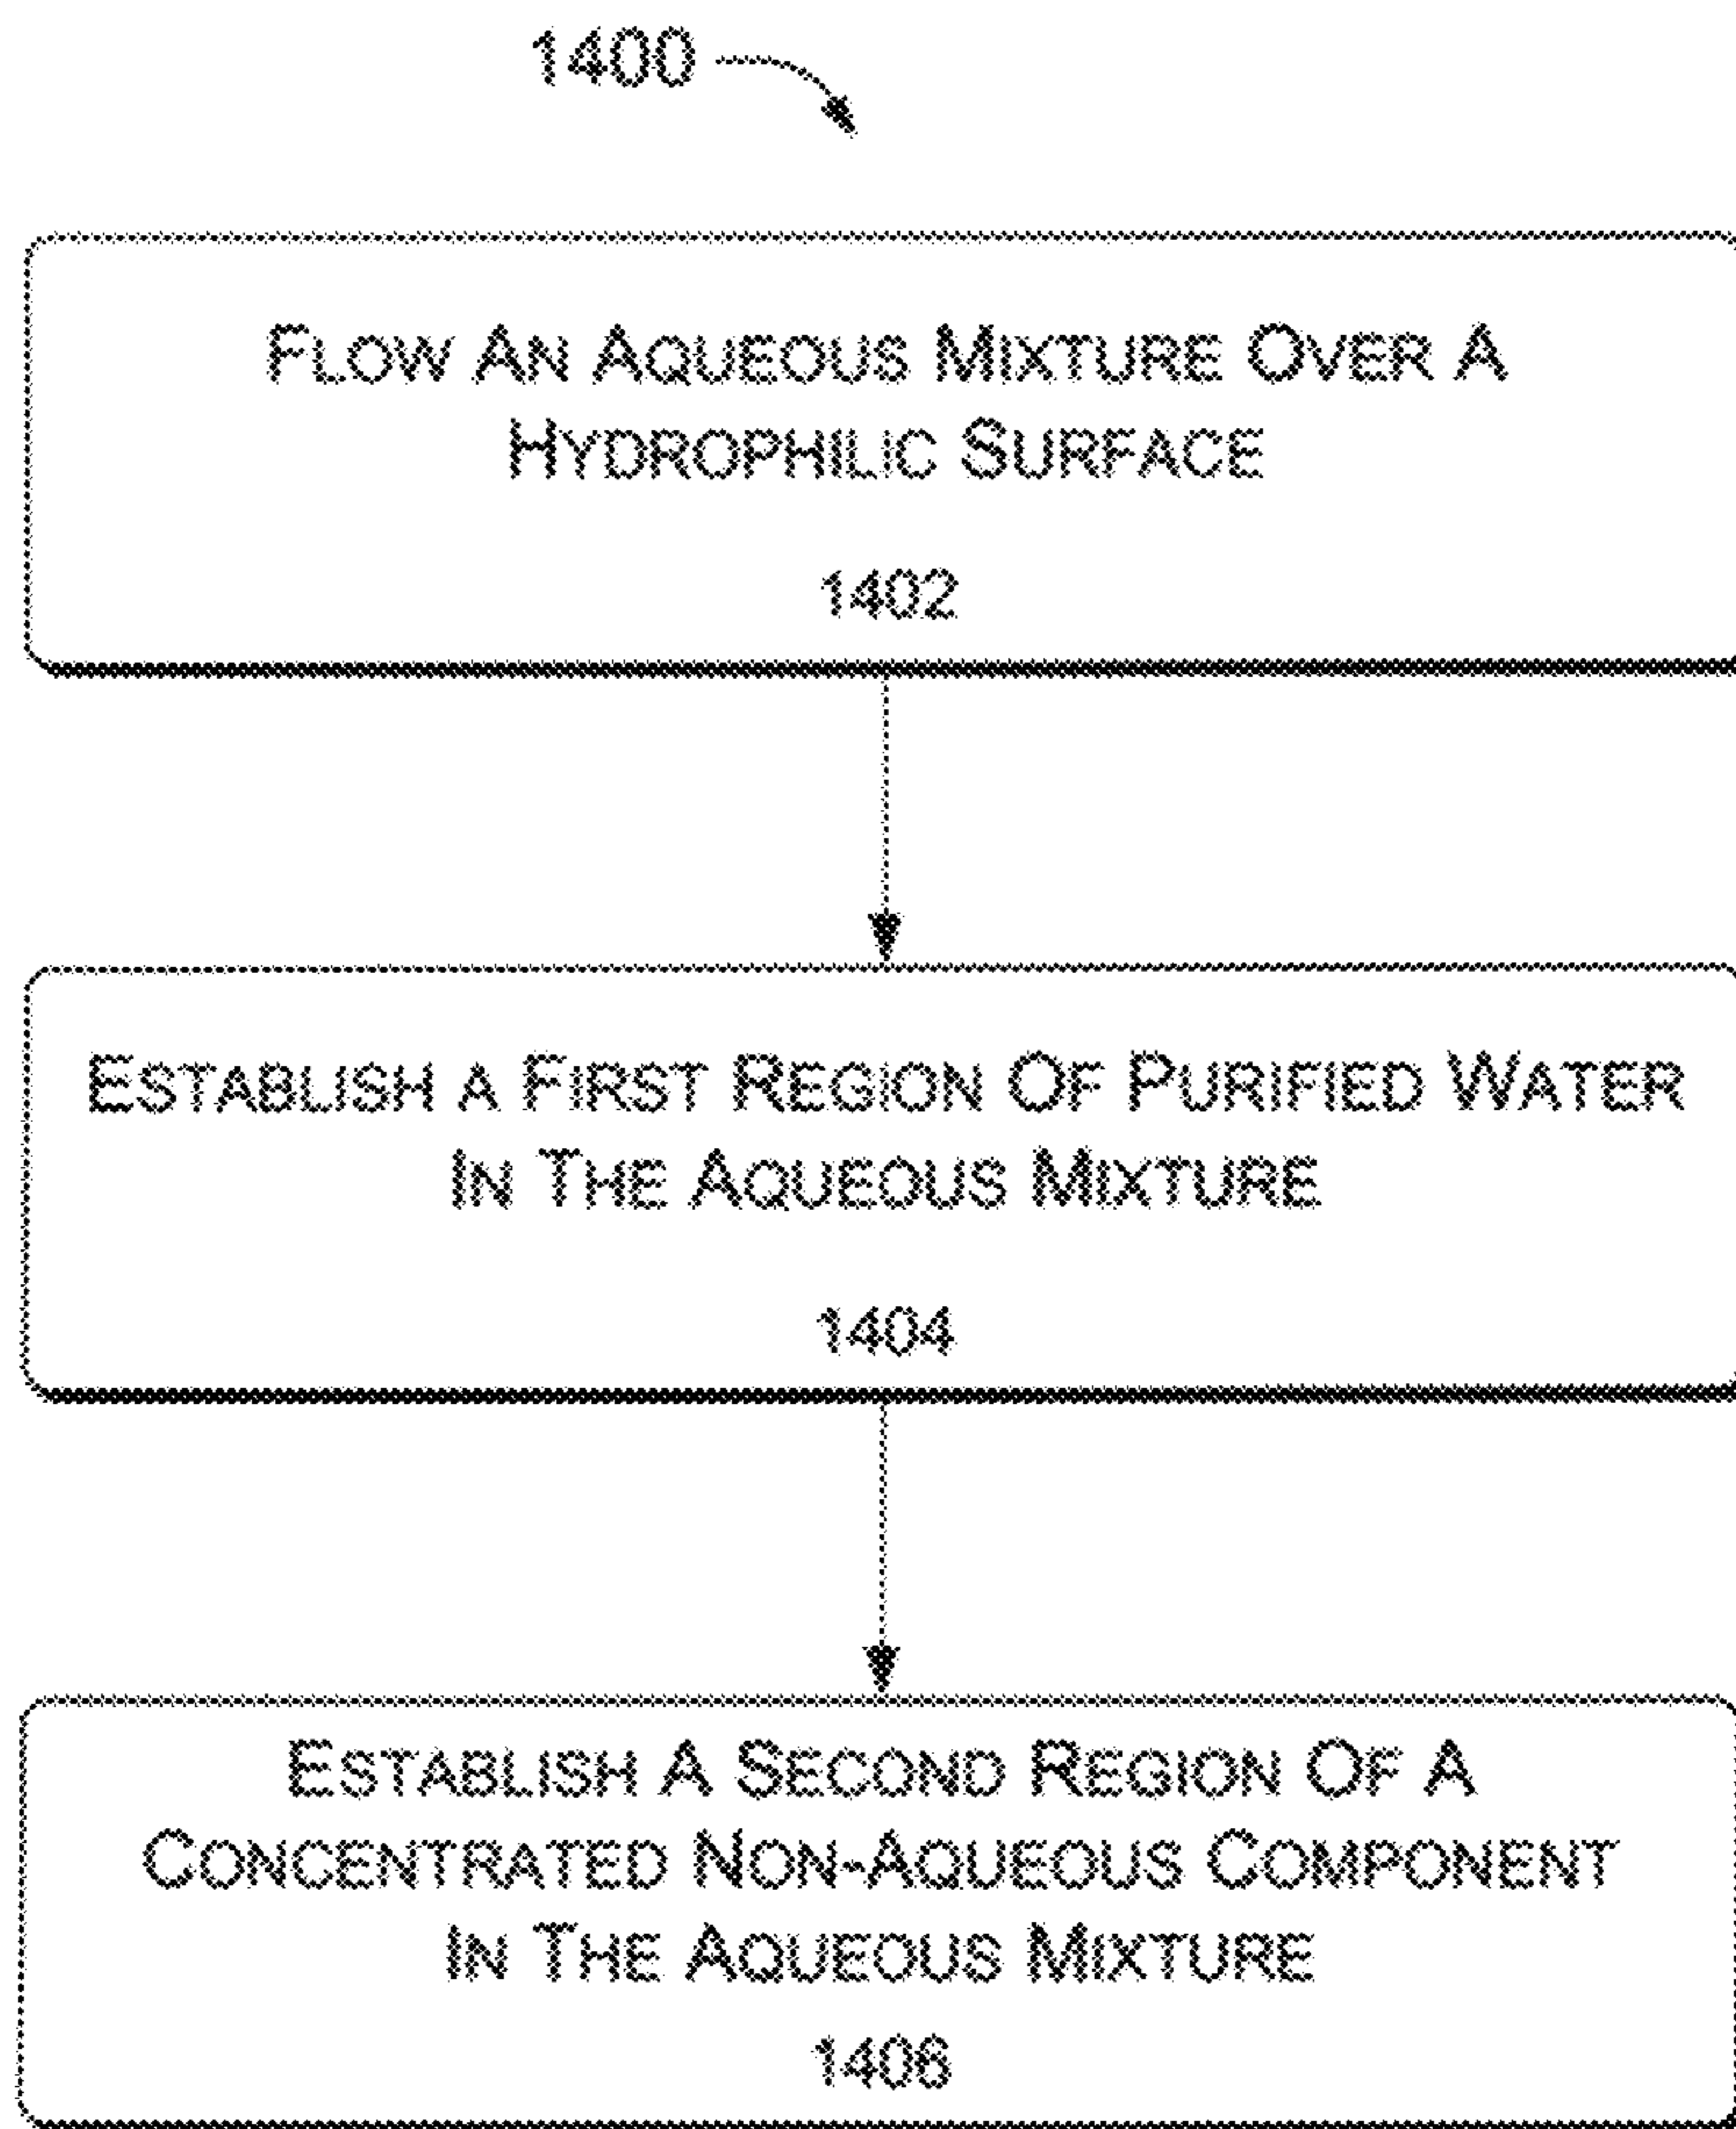 1400
FLOW AN AQUEOUS MIXTURE OVER A
HYDROPHILIC SURFACE
1402
ESTABLISH A FIRST REGION OF PURIFIED WATER
IN THE AQUEOUS MIXTURE
1404
ESTABLISH A SECOND REGION OF A
CONCENTRATED NON-AQUEOUS COMPONENT
IN THE AQUEOUS MIXTURE
1406